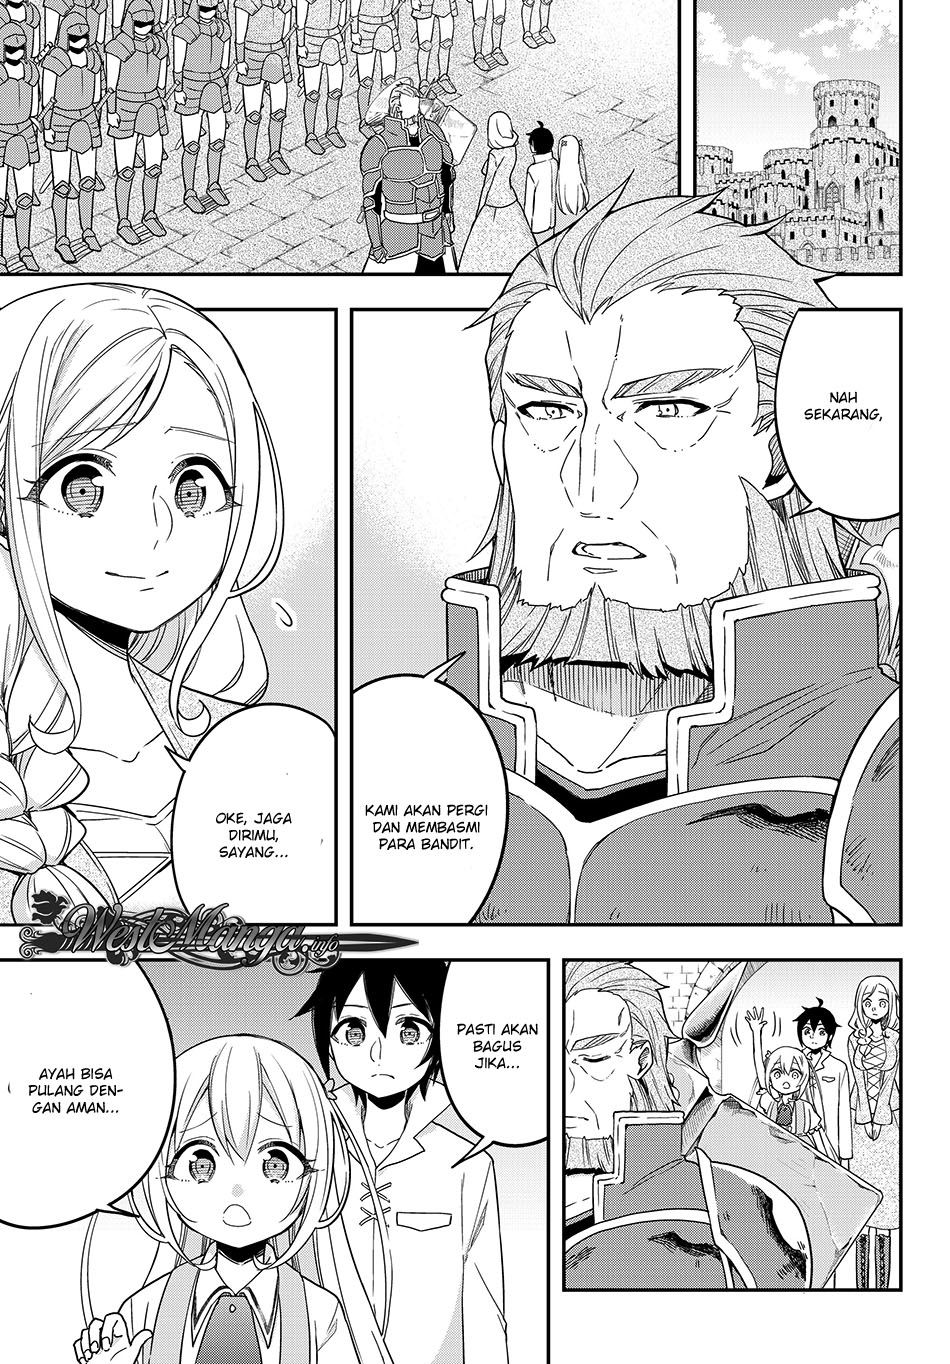 NAH
SEKARANG,
KAMI AKAN PERGI
DAN MEMBASMI
PARA BANDIT.
OKE, JAGA
DIRIMU,
SAYANG...
WestManga.info
PASTI AKAN
BAGUS
JIKA...
AYAH BISA
PULANG DEN-
GAN AMAN...